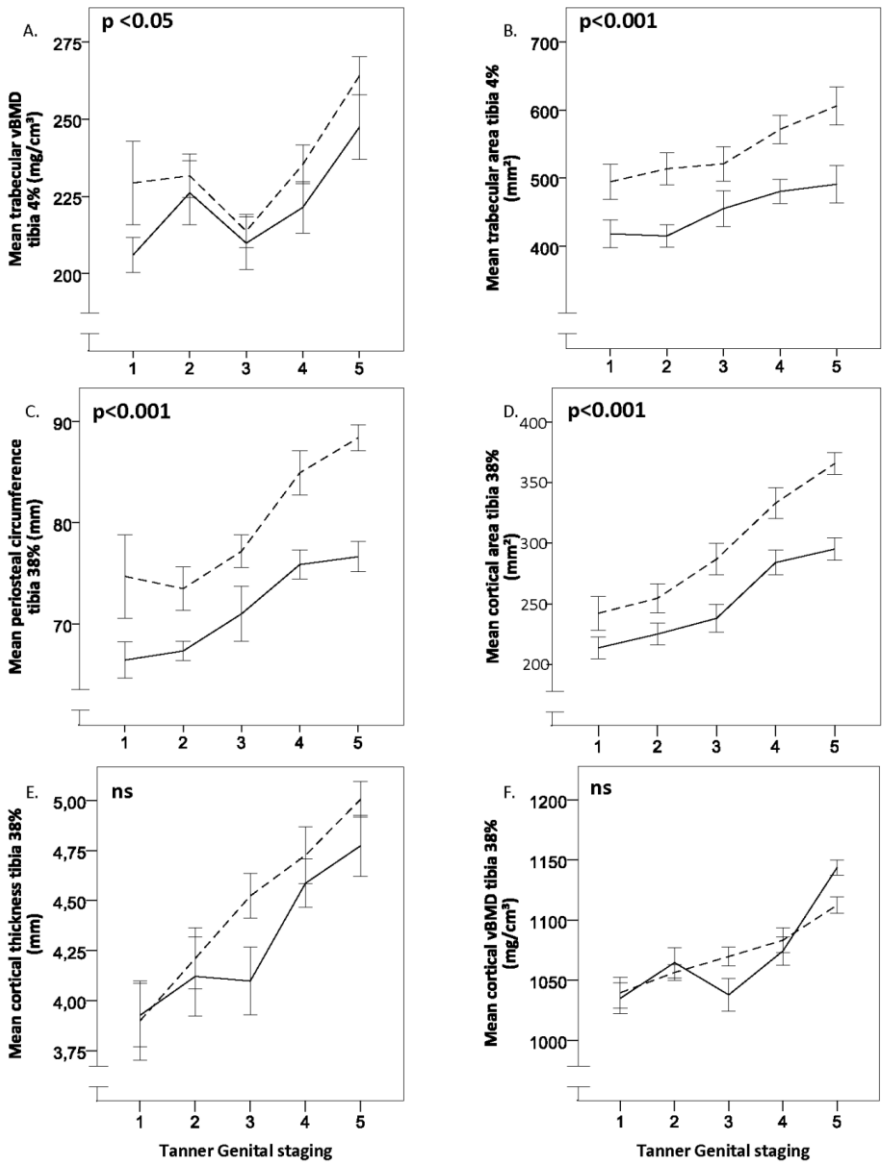 A.
p <0.05
Mean trabecular vBMD
tibia 4% (mg/cm³)
275
250
225
200
1 2 3 4 5
B.
p<0.001
Mean trabecular area tibia 4%
(mm²)
700
600
500
400
1 2 3 4 5
C.
p<0.001
Mean periosteal circumference
tibia 38% (mm)
90
80
70
1 2 3 4 5
D.
p<0.001
Mean cortical area tibia 38%
(mm²)
400
350
300
250
200
1 2 3 4 5
E.
ns
Mean cortical thickness tibia 38%
(mm)
5,00
4,75
4,50
4,25
4,00
3,75
1 2 3 4 5
Tanner Genital staging
F.
ns
Mean cortical vBMD tibia 38%
(mg/cm³)
1200
1150
1100
1050
1000
1 2 3 4 5
Tanner Genital staging